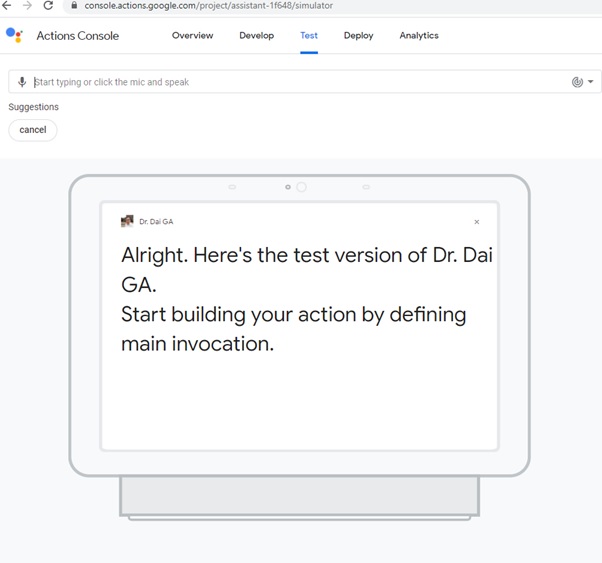 console.actions.google.com/project/assistant-1f648/simulator
Actions Console Overview Develop Test Deploy Analytics
Start typing or click the mic and speak
Suggestions
cancel
Dr. Dai GA
Alright. Here's the test version of Dr. Dai
GA.
Start building your action by defining
main invocation.